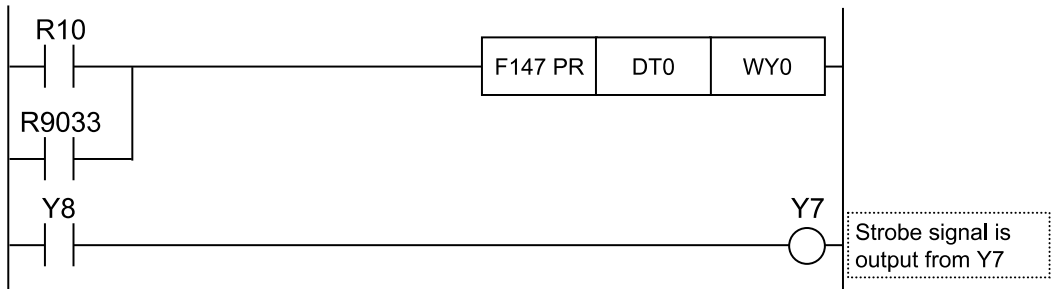 R10
F147 PR DT0 WY0
R9033
Y8
Y7
Strobe signal is
output from Y7